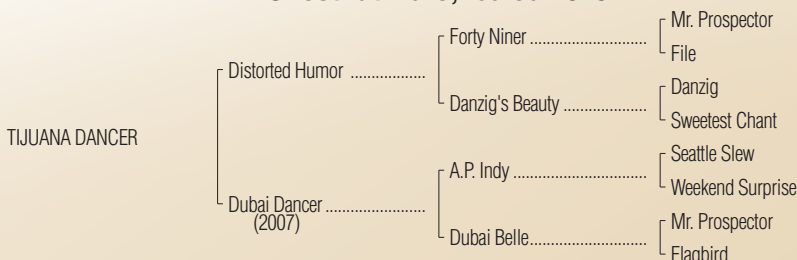 Forty Niner ............................
Mr. Prospector
File
Distorted Humor ..................
Danzig's Beauty ....................
Danzig
Sweetest Chant
TIJUANA DANCER
A.P. Indy ................................
Seattle Slew
Weekend Surprise
Dubai Dancer ........................
(2007)
Dubai Belle............................
Mr. Prospector
Flagbird